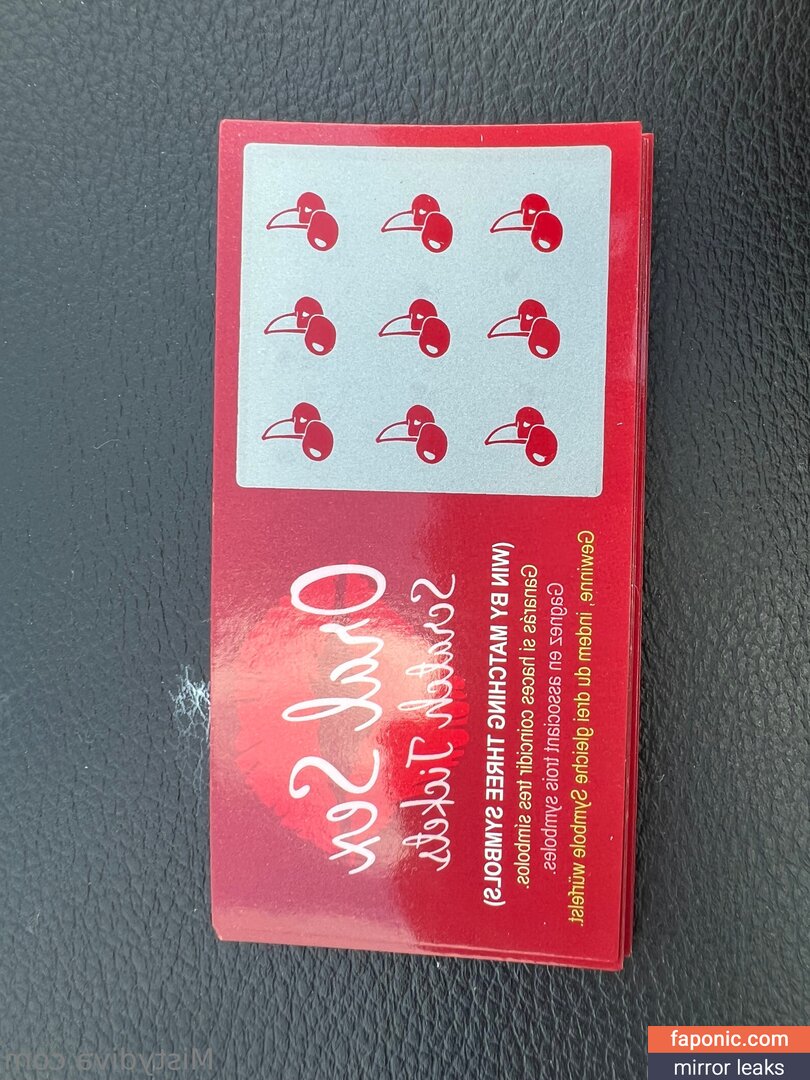 Oral Sex
Scratch Tickets
(WIN BY MATCHTING THREE SYMBOLS)
Ganarás si haces coincidir tres símbolos.
Gagnez en associant trois symboles.
Gewinne, indem du drei gleiche Symbole würfelst.
Mistydiva.com
faponic.com
mirror leaks